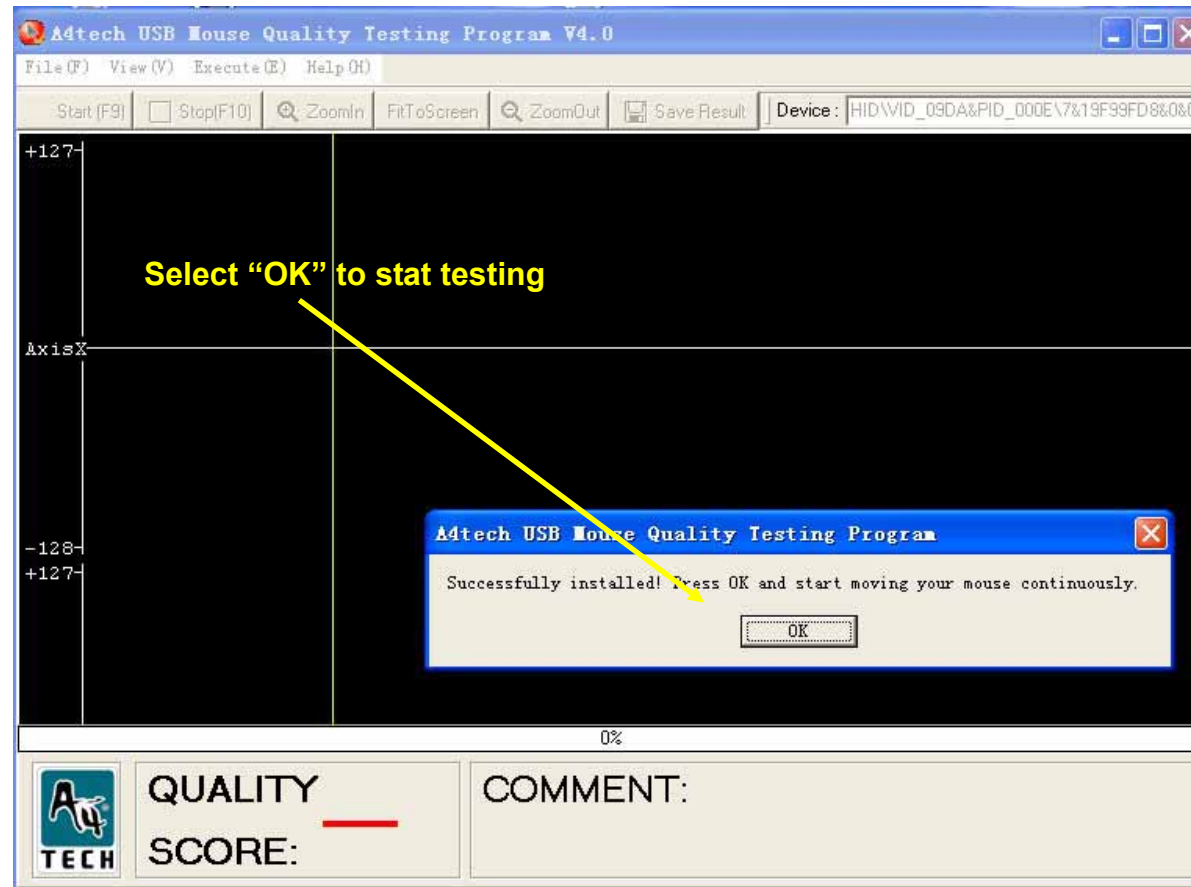 A4tech USB Mouse Quality Testing Program V4.0
File(F) View(V) Execute(E) Help(H)
Start (F9) Stop(F10) ZoomIn FitToScreen ZoomOut Save Result Device : HID\VID_09DA&PID_000E\7&19F99FD8&0&0
+127
Select “OK” to stat testing
AxisX
-128
+127
A4tech USB Mouse Quality Testing Program
Successfully installed! Press OK and start moving your mouse continuously.
OK
0%
A4 TECH
QUALITY
SCORE:
COMMENT: